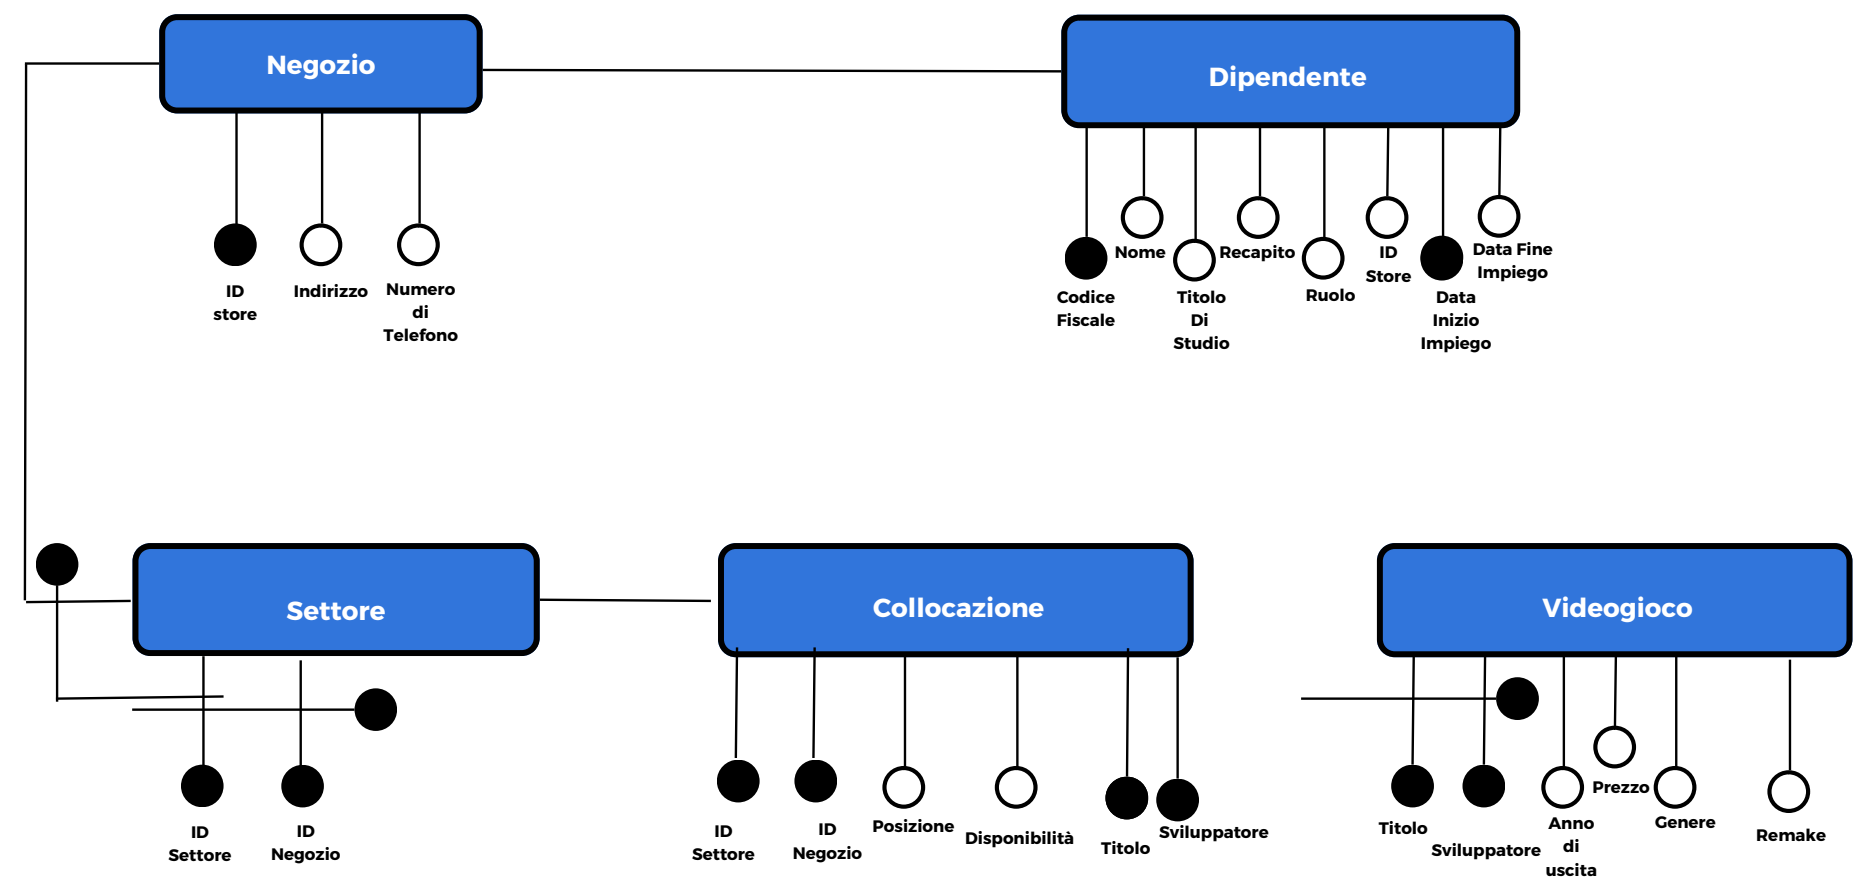 Negozio
ID
store
Indirizzo
Numero
di
Telefono
Dipendente
Codice
Fiscale
Nome
Titolo
Di
Studio
Recapito
Ruolo
ID
Store
Data
Inizio
Impiego
Data Fine
Impiego
Settore
ID
Settore
ID
Negozio
Collocazione
ID
Settore
ID
Negozio
Posizione
Disponibilità
Titolo
Sviluppatore
Videogioco
Titolo
Sviluppatore
Anno
di
uscita
Prezzo
Genere
Remake